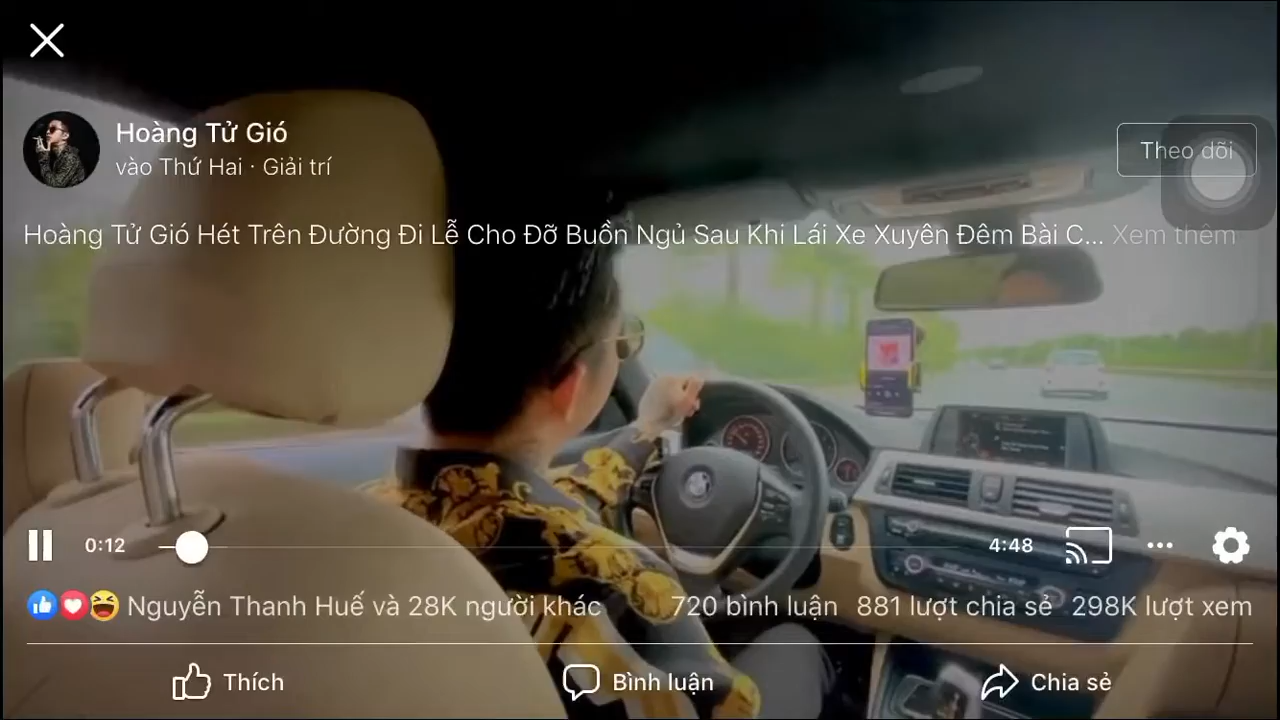 Hoàng Tử Gió
vào Thứ Hai · Giải trí
Theo dõi
Hoàng Tử Gió Hét Trên Đường Đi Lễ Cho Đỡ Buồn Ngủ Sau Khi Lái Xe Xuyên Đêm Bài C... Xem thêm
0:12
4:48
Nguyễn Thanh Huế và 28K người khác 720 bình luận 881 lượt chia sẻ 298K lượt xem
Thích Bình luận Chia sẻ